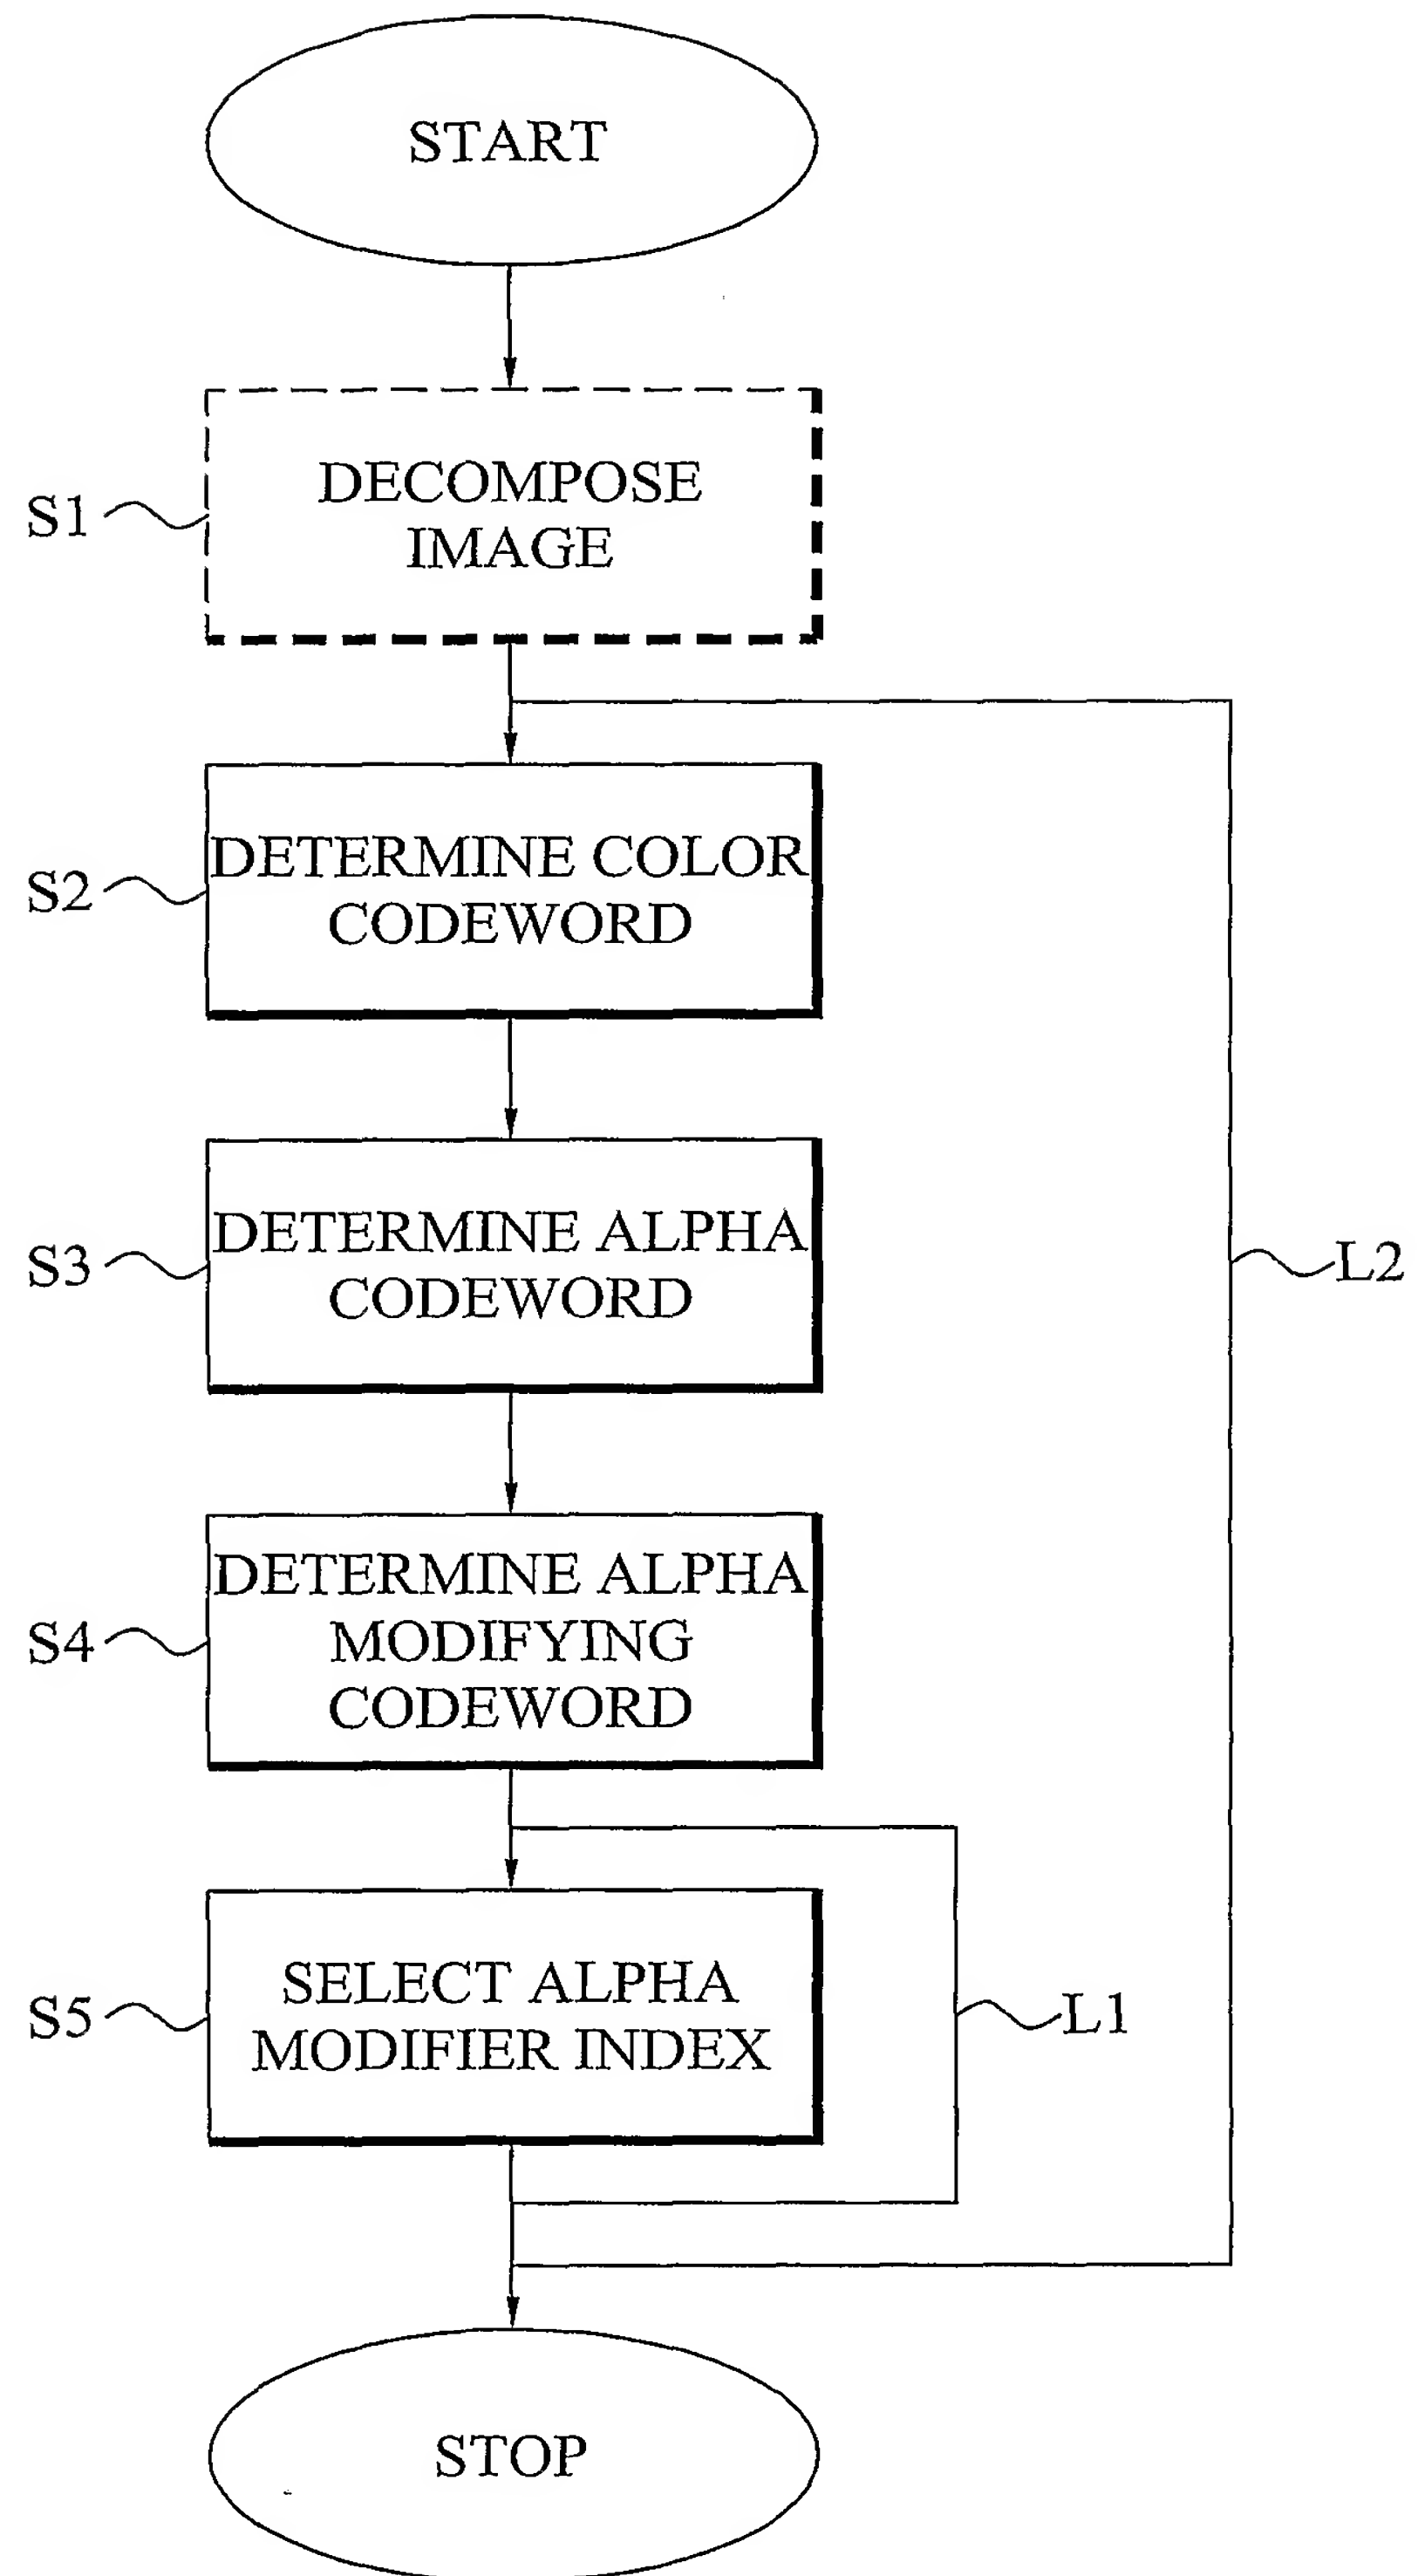 START
S1
DECOMPOSE
IMAGE
S2
DETERMINE COLOR
CODEWORD
S3
DETERMINE ALPHA
CODEWORD
L2
S4
DETERMINE ALPHA
MODIFYING
CODEWORD
S5
SELECT ALPHA
MODIFIER INDEX
L1
STOP